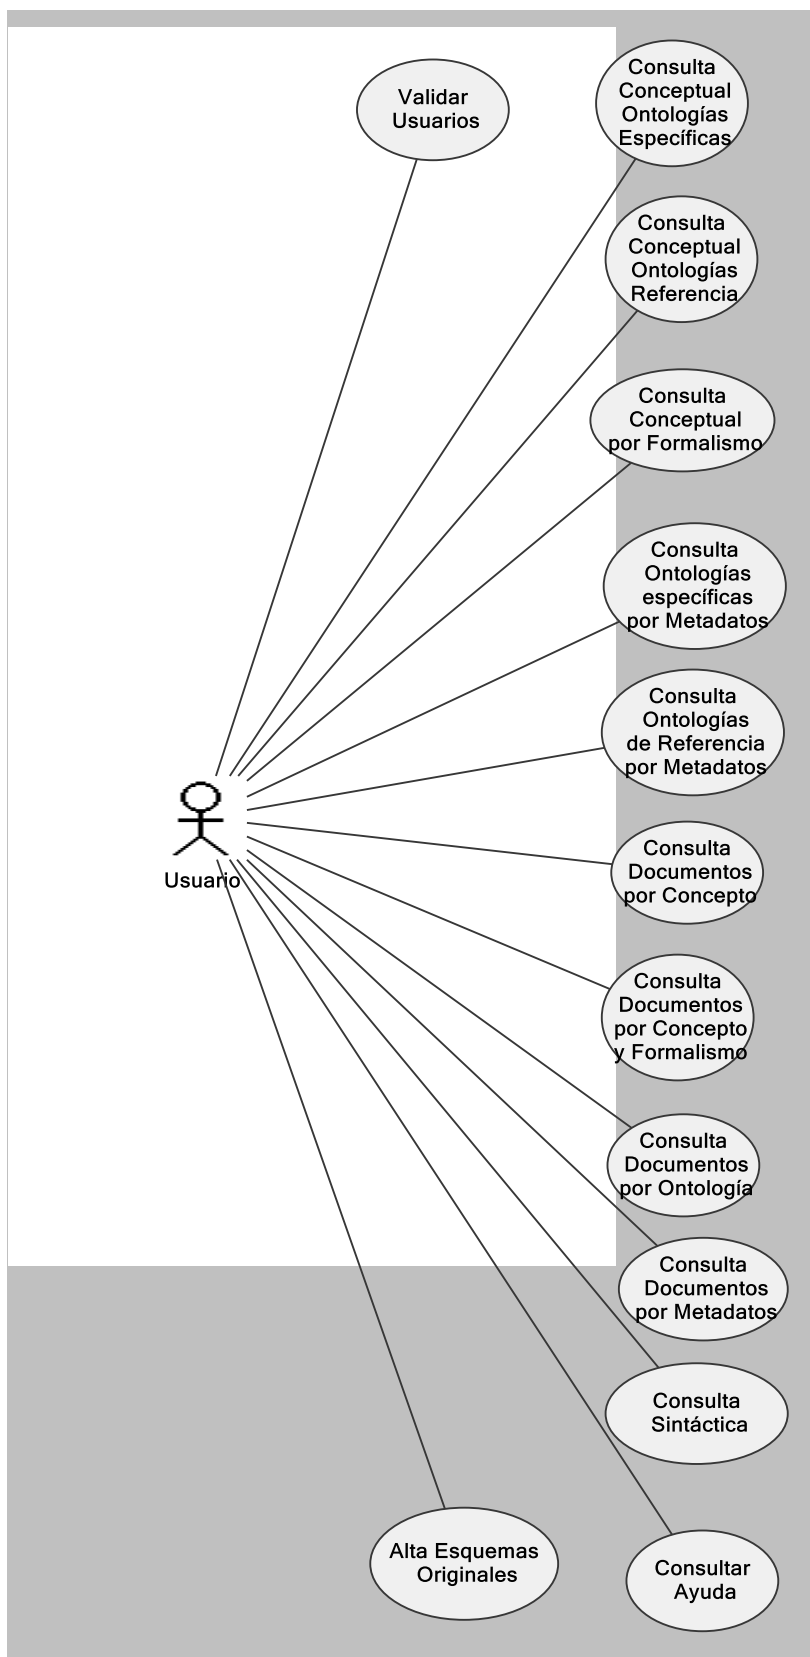 Validar
Usuarios
Consulta
Conceptual
Ontologías
Específicas
Consulta
Conceptual
Ontologías
Referencia
Consulta
Conceptual
por Formalismo
Consulta
Ontologías
específicas
por Metadatos
Consulta
Ontologías
de Referencia
por Metadatos
Usuario
Consulta
Documentos
por Concepto
Consulta
Documentos
por Concepto
y Formalismo
Consulta
Documentos
por Ontología
Consulta
Documentos
por Metadatos
Consulta
Sintáctica
Alta Esquemas
Originales
Consultar
Ayuda